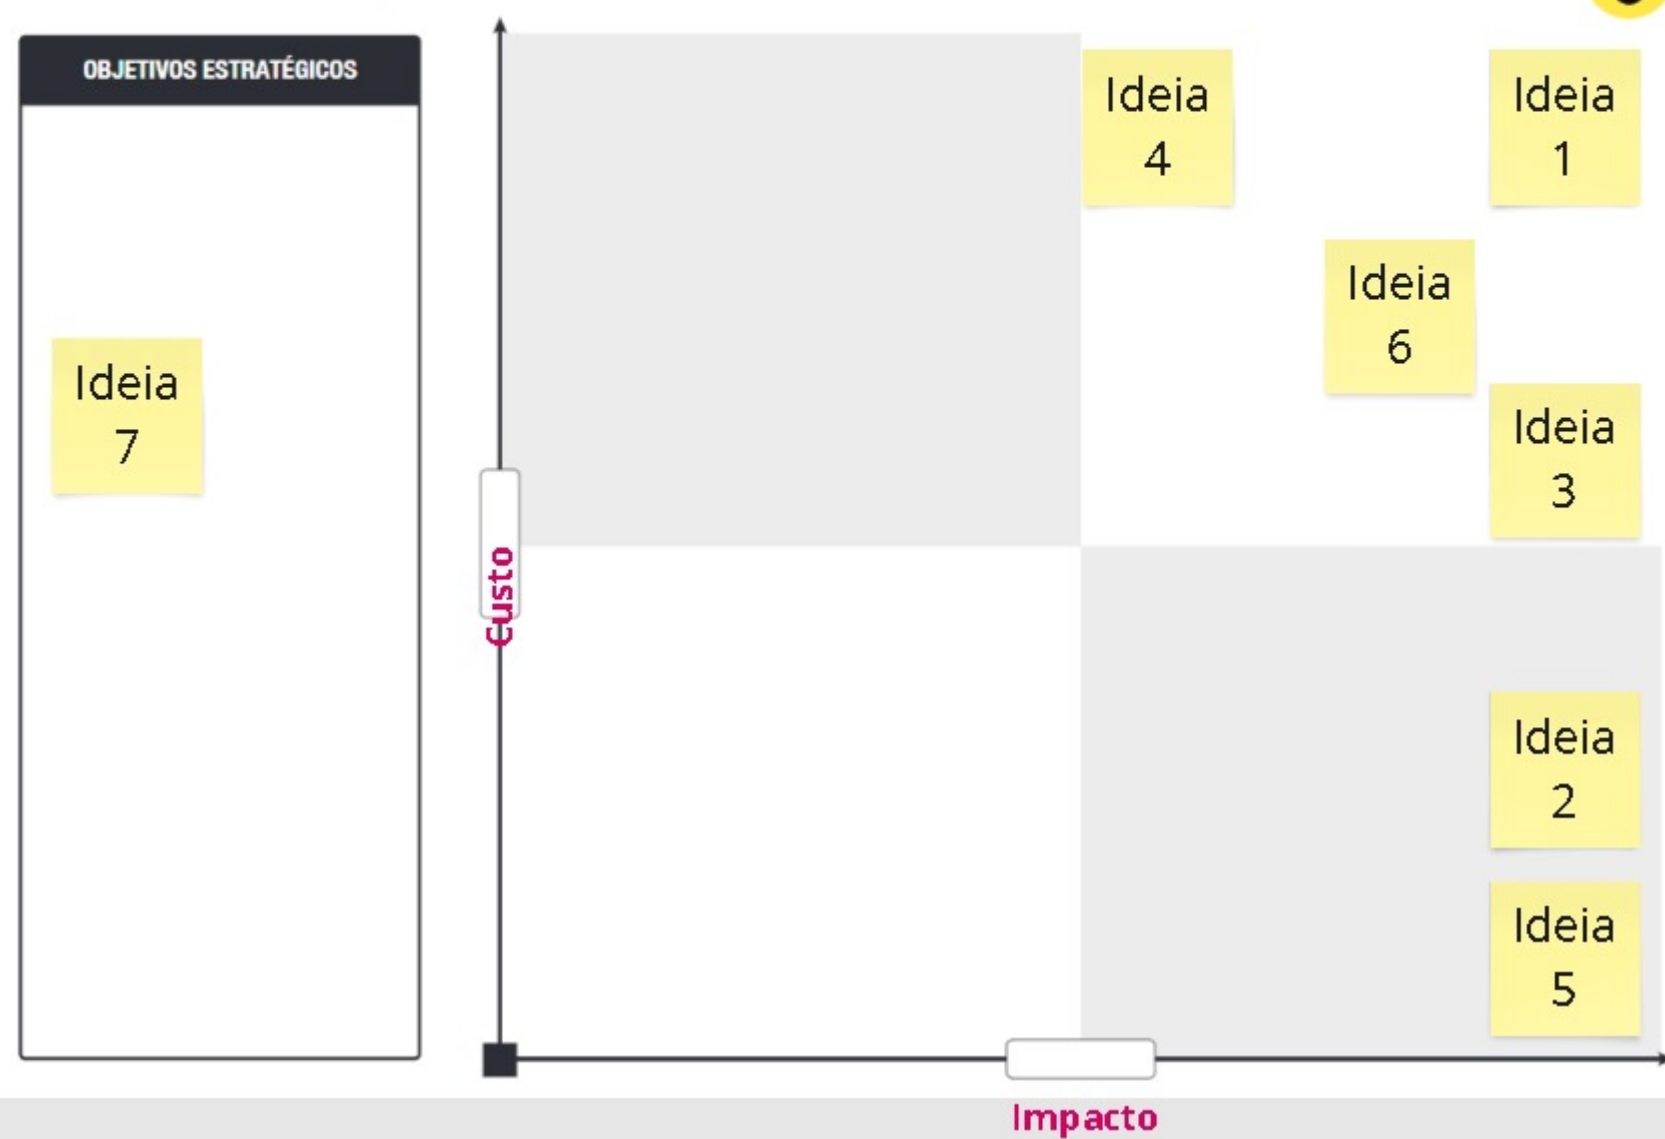 OBJETIVOS ESTRATÉGICOS
Ideia
7
Custo
Ideia
4
Ideia
1
Ideia
6
Ideia
3
Ideia
2
Ideia
5
Impacto